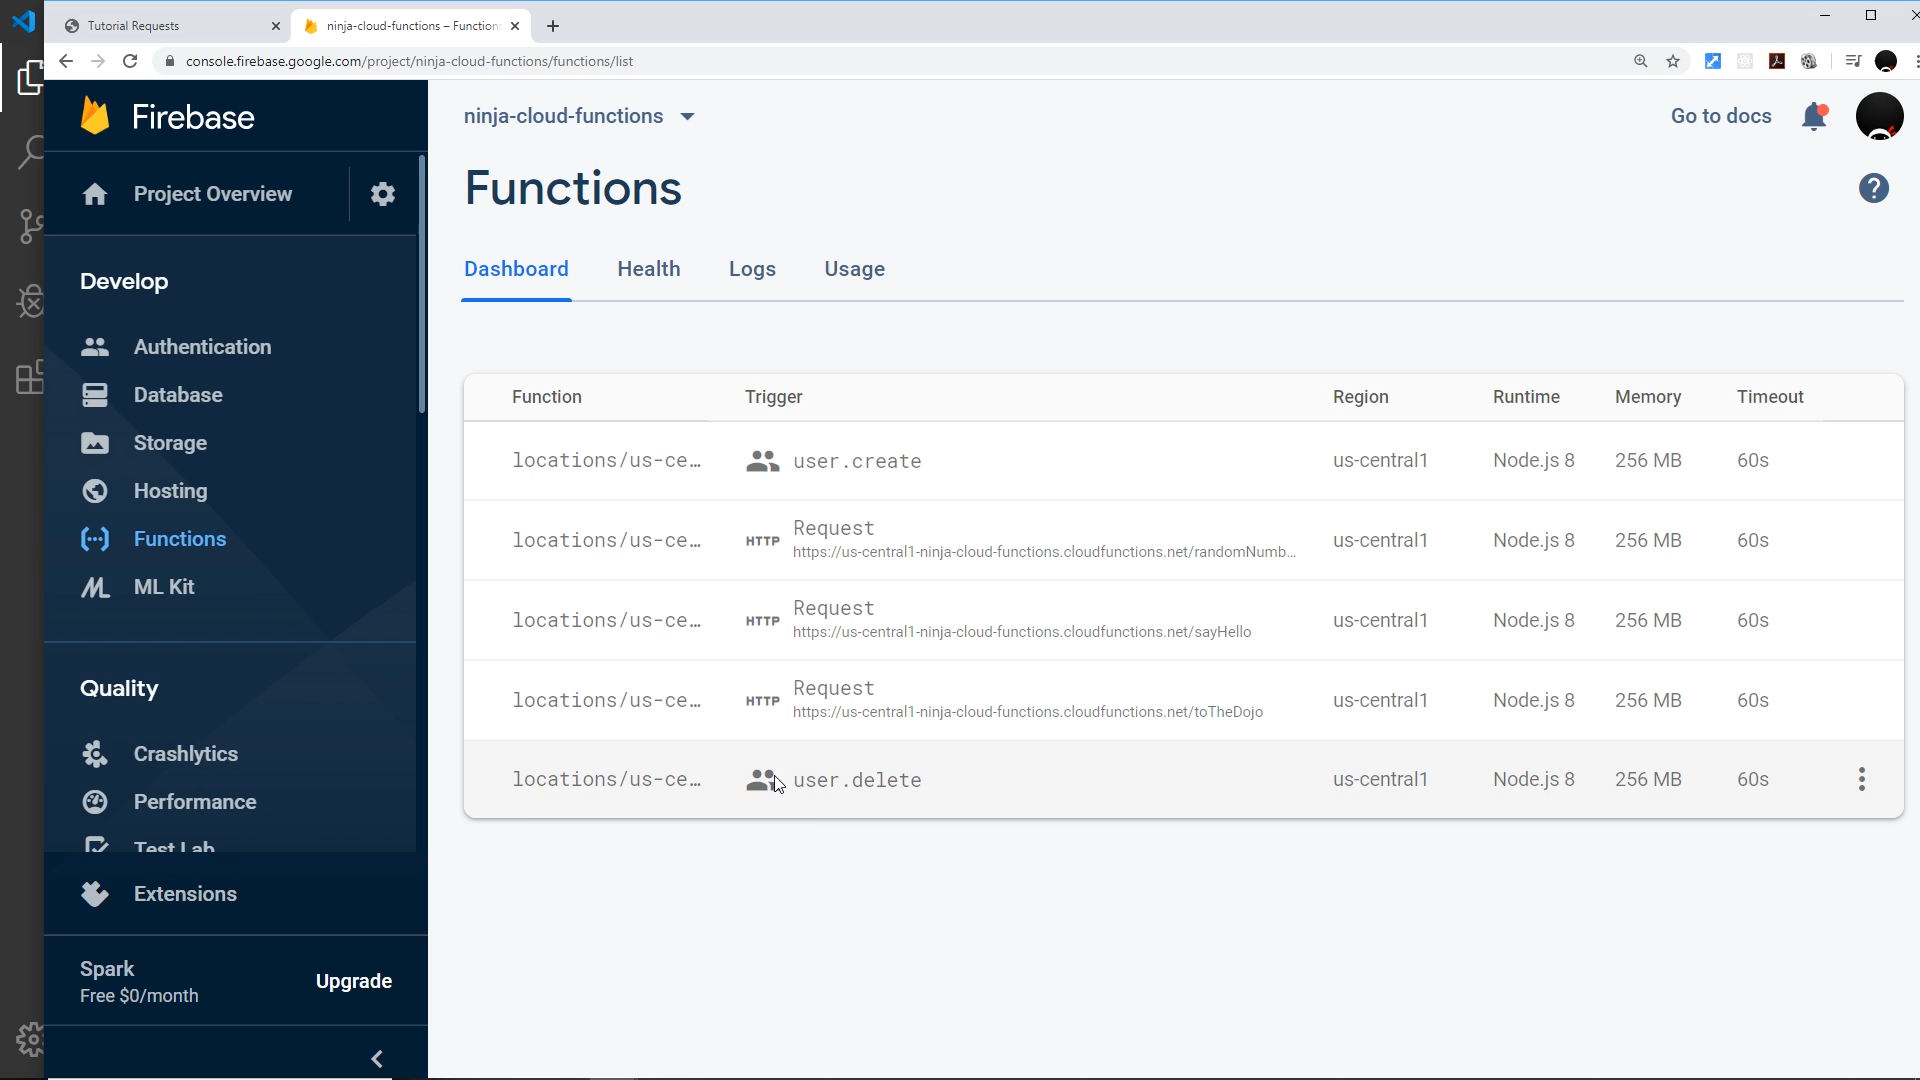 Tutorial Requests
ninja-cloud-functions – Function
console.firebase.google.com/project/ninja-cloud-functions/functions/list
Firebase
ninja-cloud-functions
Go to docs
Project Overview
Functions
Develop
Dashboard
Health
Logs
Usage
Authentication
Database
Storage
Hosting
Functions
ML Kit
Function
Trigger
Region
Runtime
Memory
Timeout
locations/us-ce…
user.create
us-central1
Node.js 8
256 MB
60s
locations/us-ce…
HTTP
Request
https://us-central1-ninja-cloud-functions.cloudfunctions.net/randomNumb…
us-central1
Node.js 8
256 MB
60s
locations/us-ce…
HTTP
Request
https://us-central1-ninja-cloud-functions.cloudfunctions.net/sayHello
us-central1
Node.js 8
256 MB
60s
locations/us-ce…
HTTP
Request
https://us-central1-ninja-cloud-functions.cloudfunctions.net/toTheDojo
us-central1
Node.js 8
256 MB
60s
locations/us-ce…
user.delete
us-central1
Node.js 8
256 MB
60s
Quality
Crashlytics
Performance
Test Lab
Extensions
Spark
Free $0/month
Upgrade